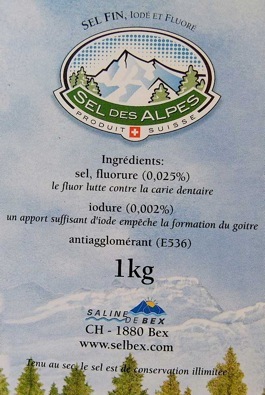 SEL FIN, IODÉ ET FLUORÉ
SEL DES ALPES
PRODUIT SUISSE
Ingrédients:
sel, fluorure (0,025%)
le fluor lutte contre la carie dentaire
iodure (0,002%)
un apport suffisant d'iode empêche la formation du goitre
antiagglomérant (E536)
1kg
SALINE
DE BEX
CH - 1880 Bex
www.selbex.com
Tenu au sec, le sel est de conservation illimitée